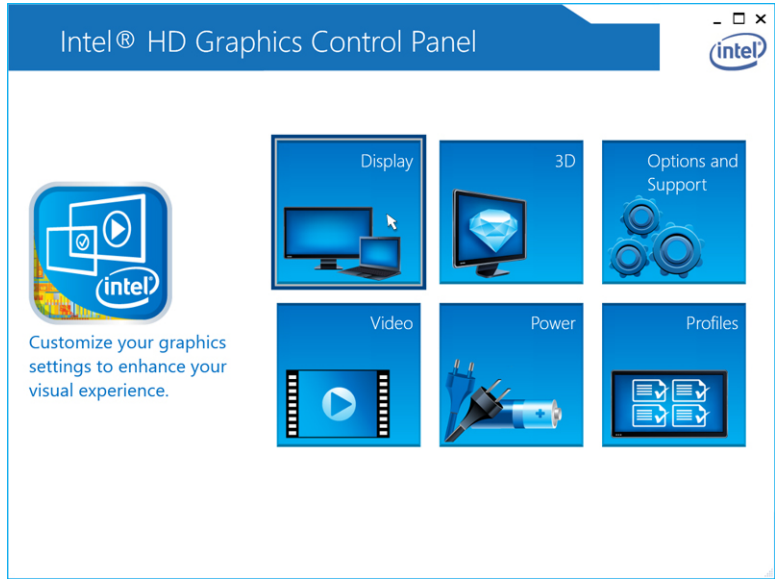 Intel® HD Graphics Control Panel
intel
Display
3D
Options and
Support
intel
Customize your graphics
settings to enhance your
visual experience.
Video
Power
Profiles